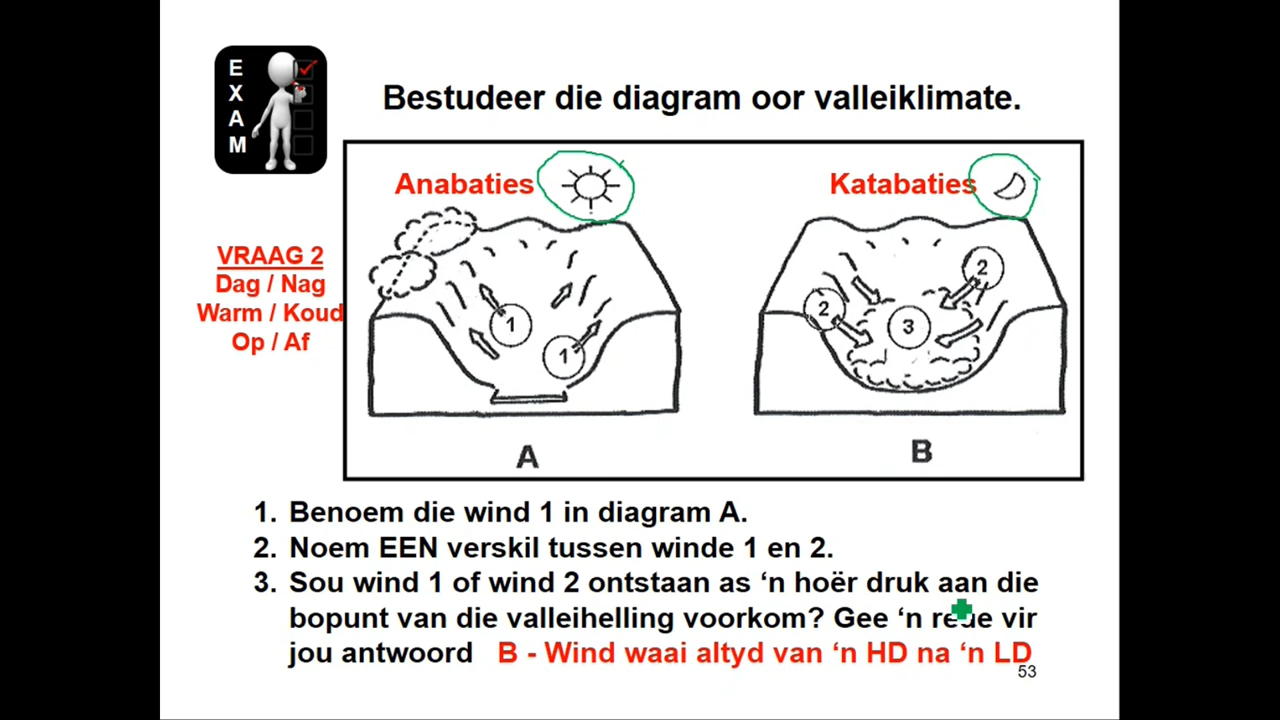 E
X
A
M
Bestudeer die diagram oor valleiklimate.
Anabaties
Katabaties
VRAAG 2
Dag / Nag
Warm / Koud
Op / Af
1
1
2
2
3
A
B
1. Benoem die wind 1 in diagram A.
2. Noem EEN verskil tussen winde 1 en 2.
3. Sou wind 1 of wind 2 ontstaan as ‘n hoër druk aan die
bopunt van die valleihelling voorkom? Gee ‘n rede vir
jou antwoord B - Wind waai altyd van ‘n HD na ‘n LD
53